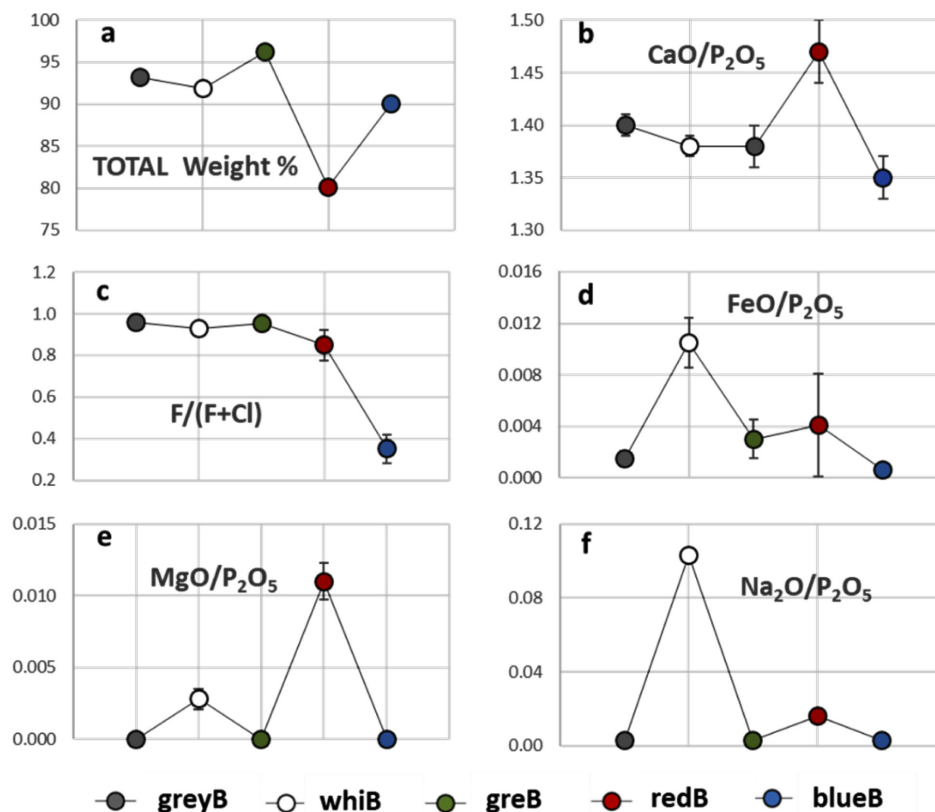 100
95
90
85
80
75
a
TOTAL Weight %
1.50
1.45
1.40
1.35
1.30
b
CaO/P₂O₅
1.2
1.0
0.8
0.6
0.4
0.2
c
F/(F+Cl)
0.016
0.012
0.008
0.004
0.000
d
FeO/P₂O₅
0.015
0.010
0.005
0.000
e
MgO/P₂O₅
0.12
0.08
0.04
0.00
f
Na₂O/P₂O₅
greyB whiB greB redB blueB